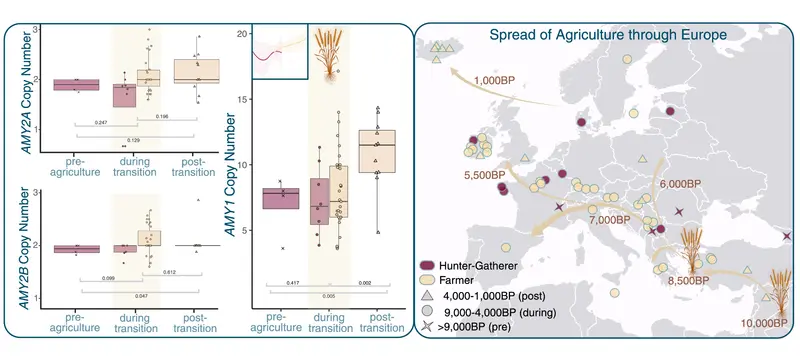 3
2
1
AMY2A Copy Number
0.247
0.195
0.129
pre-
agriculture
during
transition
post-
transition
3
2
1
AMY2B Copy Number
0.095
0.612
0.047
pre-
agriculture
during
transition
post-
transition
20
15
10
5
AMY1 Copy Number
0.417
0.002
0.005
pre-
agriculture
during
transition
post-
transition
Spread of Agriculture through Europe
1,000BP
5,500BP
6,000BP
7,000BP
8,500BP
10,000BP
Hunter-Gatherer
Farmer
4,000-1,000BP (post)
9,000-4,000BP (during)
>9,000BP (pre)